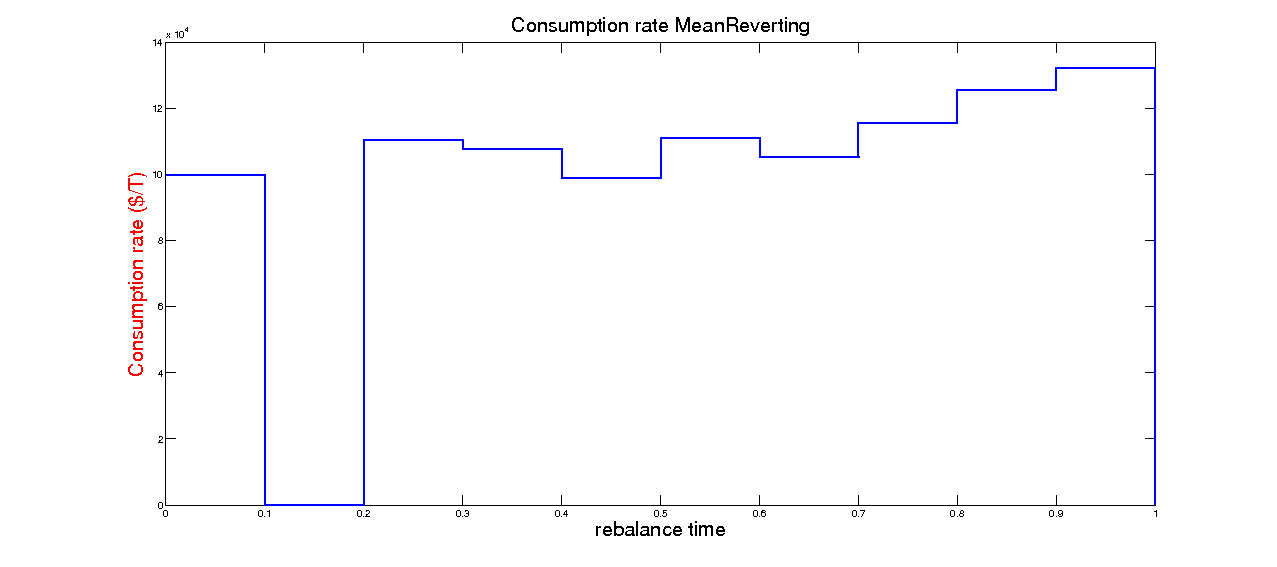 Consumption rate MeanReverting
x 10^4
14
12
10
8
6
4
2
0
Consumption rate ($/T)
0 0.1 0.2 0.3 0.4 0.5 0.6 0.7 0.8 0.9 1
rebalance time